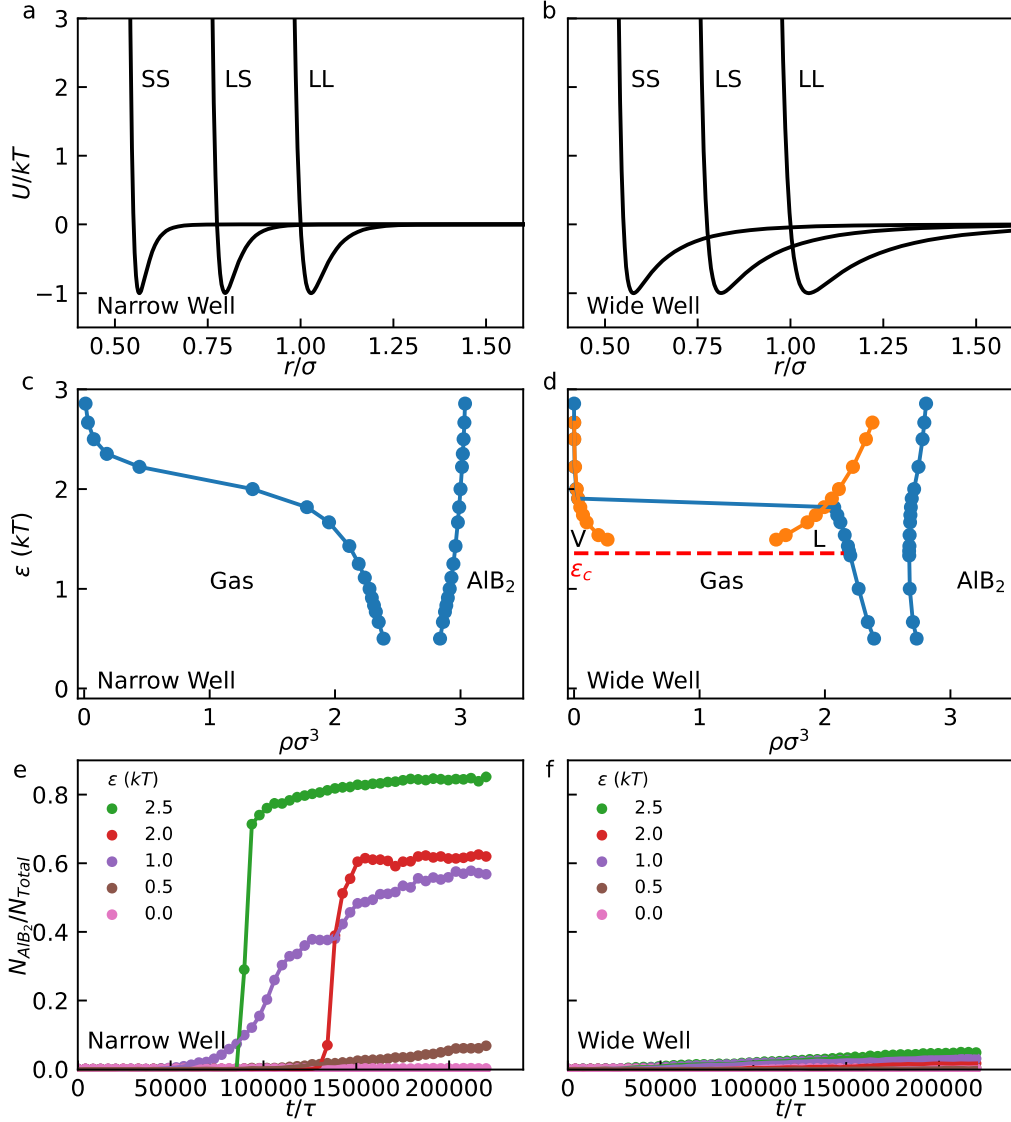 a
3
2
1
0
−1
U/kT
SS
LS
LL
Narrow Well
0.50
0.75
1.00
1.25
1.50
r/σ
b
SS
LS
LL
Wide Well
0.50
0.75
1.00
1.25
1.50
r/σ
c
3
2
1
0
ε (kT)
Gas
AlB₂
Narrow Well
0
1
2
3
ρσ³
d
V
L
ε_c
Gas
AlB₂
Wide Well
0
1
2
3
ρσ³
e
0.8
0.6
0.4
0.2
0.0
N_AlB₂/N_Total
ε (kT)
2.5
2.0
1.0
0.5
0.0
Narrow Well
0
50000
100000
150000
200000
t/τ
f
ε (kT)
2.5
2.0
1.0
0.5
0.0
Wide Well
0
50000
100000
150000
200000
t/τ